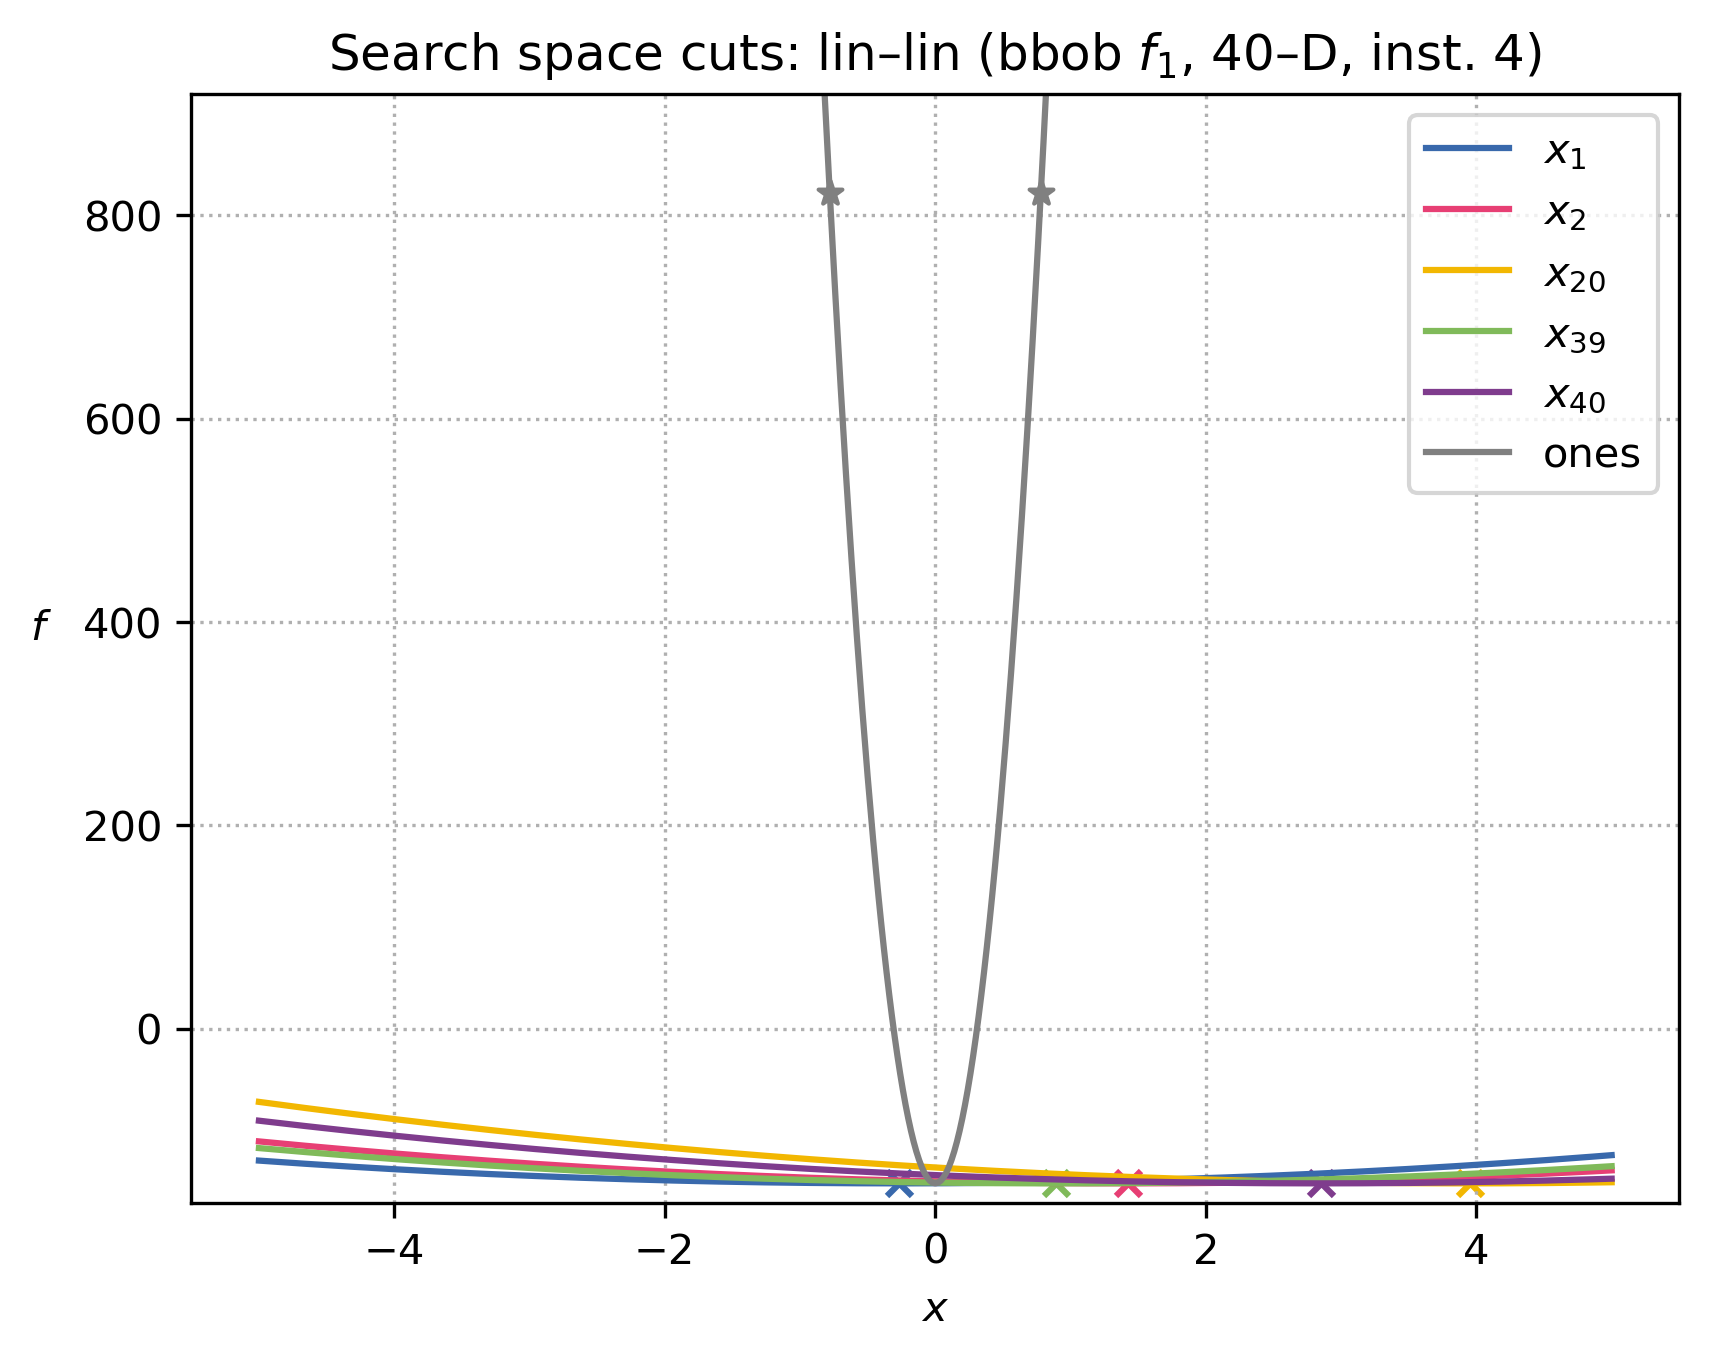 Search space cuts: lin–lin (bbob f₁, 40–D, inst. 4)
x₁
x₂
x₂₀
x₃₉
x₄₀
ones
800
600
400
200
0
f
−4
−2
0
2
4
x